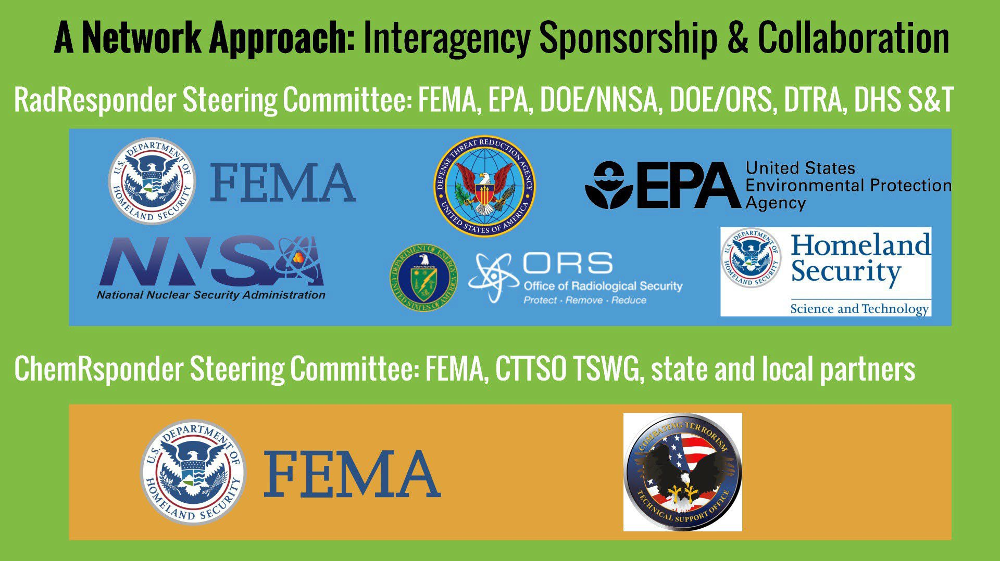 A Network Approach: Interagency Sponsorship & Collaboration
RadResponder Steering Committee: FEMA, EPA, DOE/NNSA, DOE/ORS, DTRA, DHS S&T
U.S. DEPARTMENT OF HOMELAND SECURITY
FEMA
DEFENSE THREAT REDUCTION AGENCY
UNITED STATES OF AMERICA
EPA
United States
Environmental Protection
Agency
NNSA
National Nuclear Security Administration
DEPARTMENT OF ENERGY
UNITED STATES OF AMERICA
ORS
Office of Radiological Security
Protect · Remove · Reduce
U.S. DEPARTMENT OF HOMELAND SECURITY
Homeland
Security
Science and Technology
ChemRsponder Steering Committee: FEMA, CTTSO TSWG, state and local partners
U.S. DEPARTMENT OF HOMELAND SECURITY
FEMA
COMBATING TERRORISM
TECHNICAL SUPPORT OFFICE